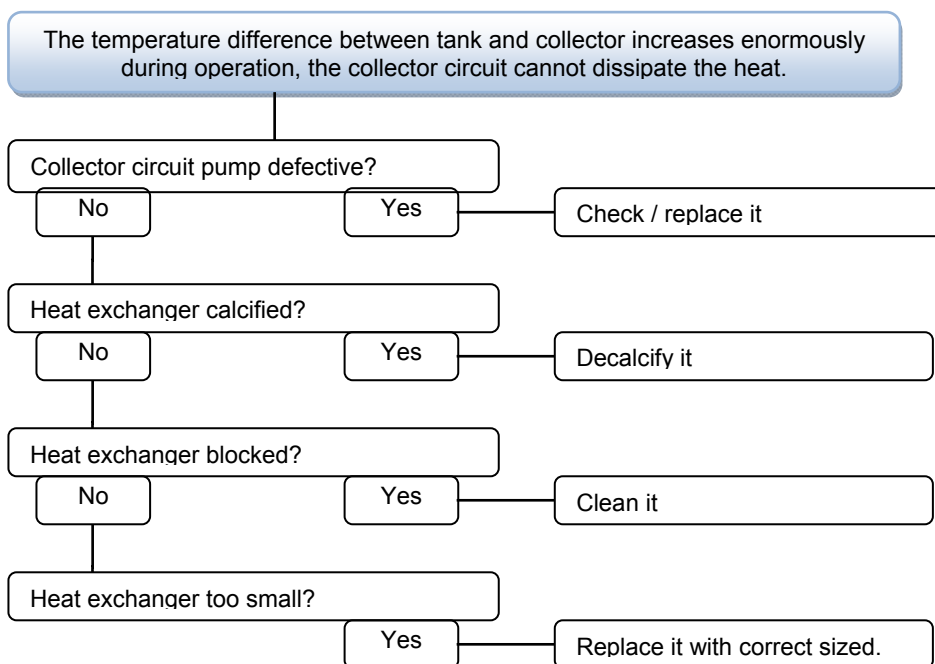 The temperature difference between tank and collector increases enormously
during operation, the collector circuit cannot dissipate the heat.
Collector circuit pump defective?
No
Yes
Check / replace it
Heat exchanger calcified?
No
Yes
Decalcify it
Heat exchanger blocked?
No
Yes
Clean it
Heat exchanger too small?
Yes
Replace it with correct sized.